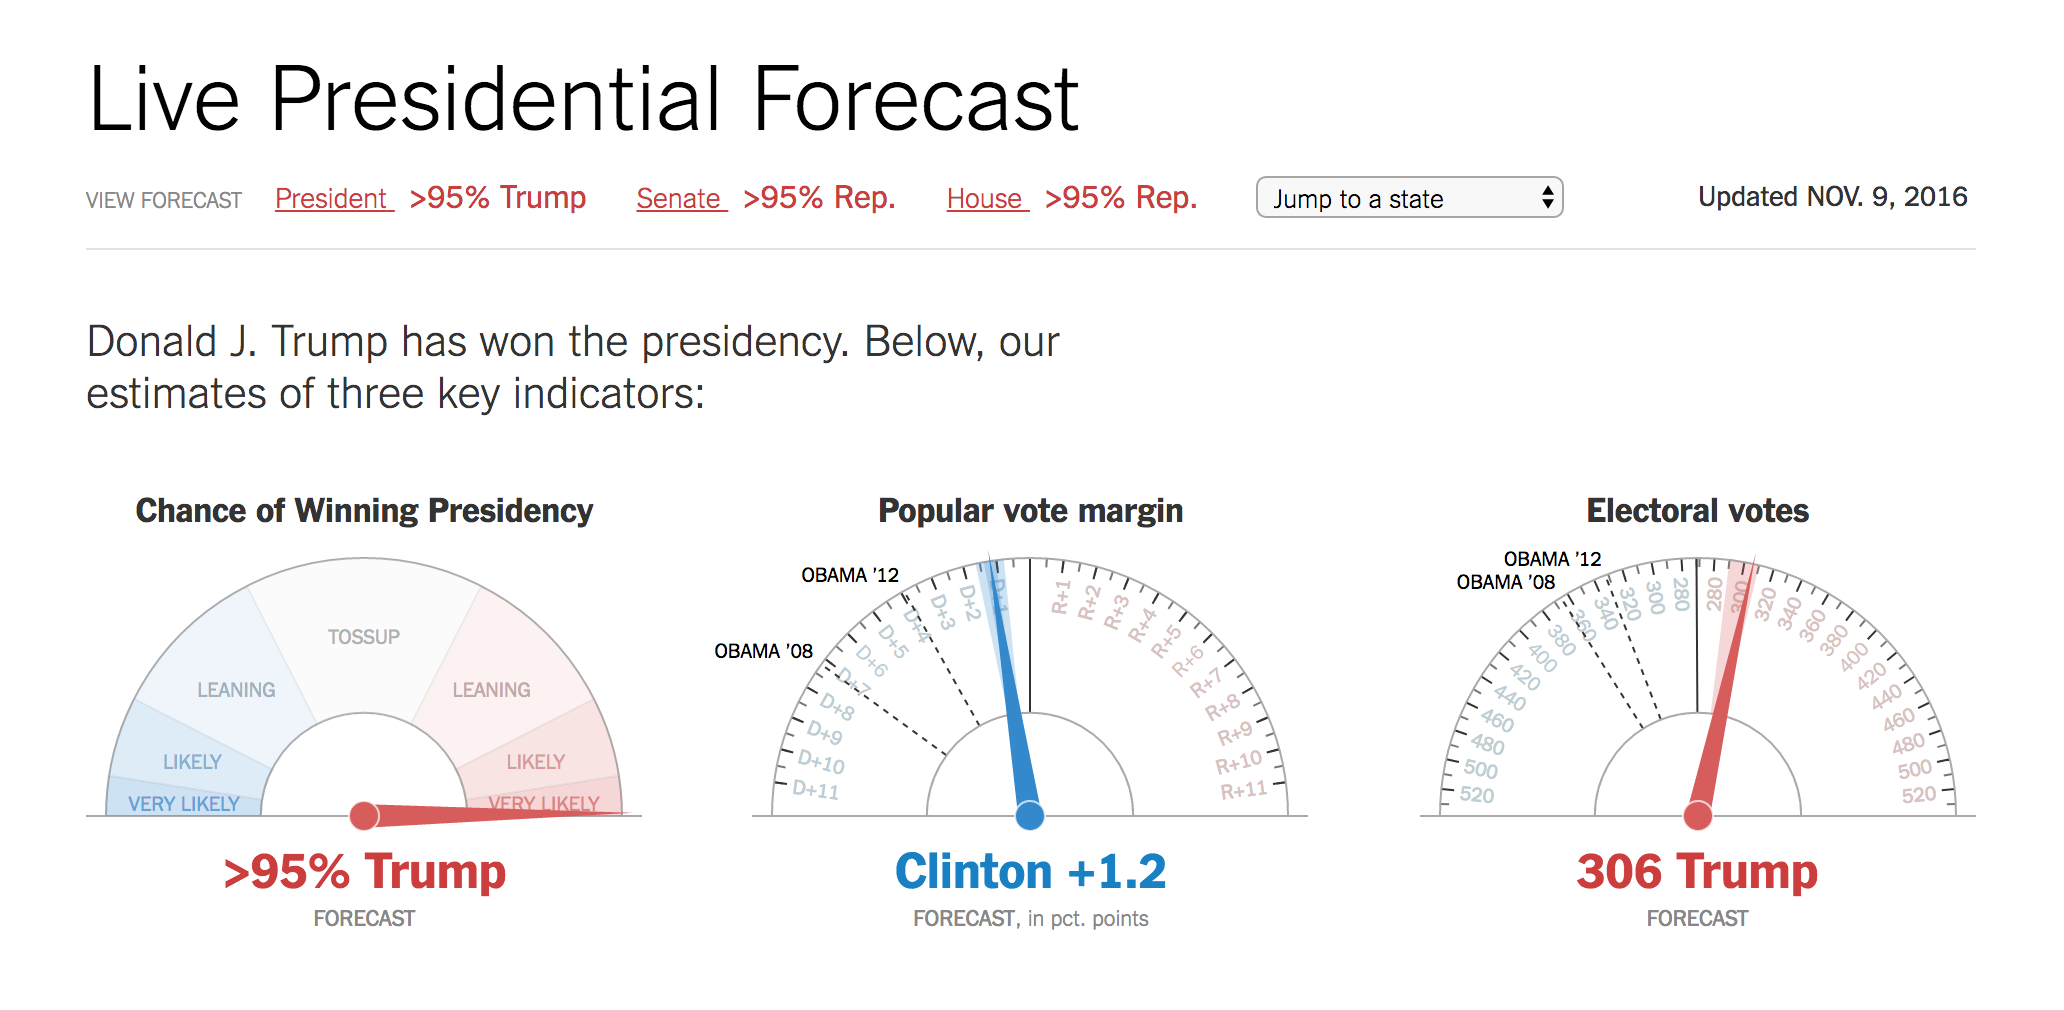 Live Presidential Forecast
VIEW FORECAST President >95% Trump Senate >95% Rep. House >95% Rep. Jump to a state Updated NOV. 9, 2016
Donald J. Trump has won the presidency. Below, our
estimates of three key indicators:
Chance of Winning Presidency
TOSSUP
LEANING
LEANING
LIKELY
LIKELY
VERY LIKELY
VERY LIKELY
>95% Trump
FORECAST
Popular vote margin
OBAMA ’12
OBAMA ’08
D+11
D+10
D+9
D+8
D+7
D+6
D+5
D+4
D+3
D+2
D+1
R+1
R+2
R+3
R+4
R+5
R+6
R+7
R+8
R+9
R+10
R+11
Clinton +1.2
FORECAST, in pct. points
Electoral votes
OBAMA ’12
OBAMA ’08
520
500
480
460
440
420
400
380
360
340
320
300
280
280
300
320
340
360
380
400
420
440
460
480
500
520
306 Trump
FORECAST